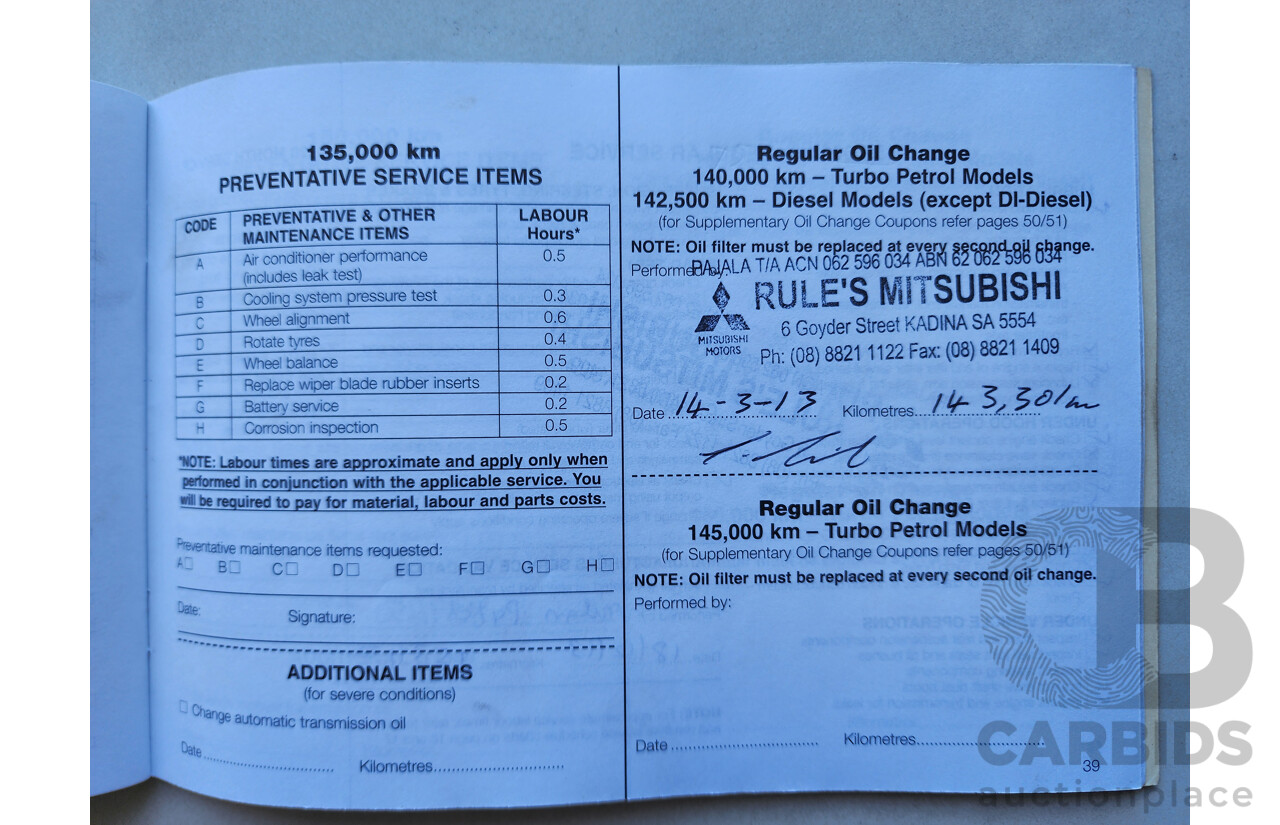 135,000 km
PREVENTATIVE SERVICE ITEMS
CODE PREVENTATIVE & OTHER MAINTENANCE ITEMS LABOUR Hours*
A Air conditioner performance (includes leak test) 0.5
B Cooling system pressure test 0.3
C Wheel alignment 0.6
D Rotate tyres 0.4
E Wheel balance 0.5
F Replace wiper blade rubber inserts 0.2
G Battery service 0.2
H Corrosion inspection 0.5
*NOTE: Labour times are approximate and apply only when
performed in conjunction with the applicable service. You
will be required to pay for material, labour and parts costs.
Preventative maintenance items requested:
A☐ B☐ C☐ D☐ E☐ F☐ G☐ H☐
Date: Signature:
ADDITIONAL ITEMS
(for severe conditions)
☐ Change automatic transmission oil
Date.......... Kilometres..........
Regular Oil Change
140,000 km – Turbo Petrol Models
142,500 km – Diesel Models (except DI-Diesel)
(for Supplementary Oil Change Coupons refer pages 50/51)
NOTE: Oil filter must be replaced at every second oil change.
Performed by:
PAJALA T/A ACN 062 596 034 ABN 62 062 596 034
RULE'S MITSUBISHI
6 Goyder Street KADINA SA 5554
MITSUBISHI
MOTORS
Ph: (08) 8821 1122 Fax: (08) 8821 1409
Date 14-3-13 Kilometres 143,301km
Regular Oil Change
145,000 km – Turbo Petrol Models
(for Supplementary Oil Change Coupons refer pages 50/51)
NOTE: Oil filter must be replaced at every second oil change.
Performed by:
Date.......... Kilometres..........
39
CB
CARBIDS
auctionplace